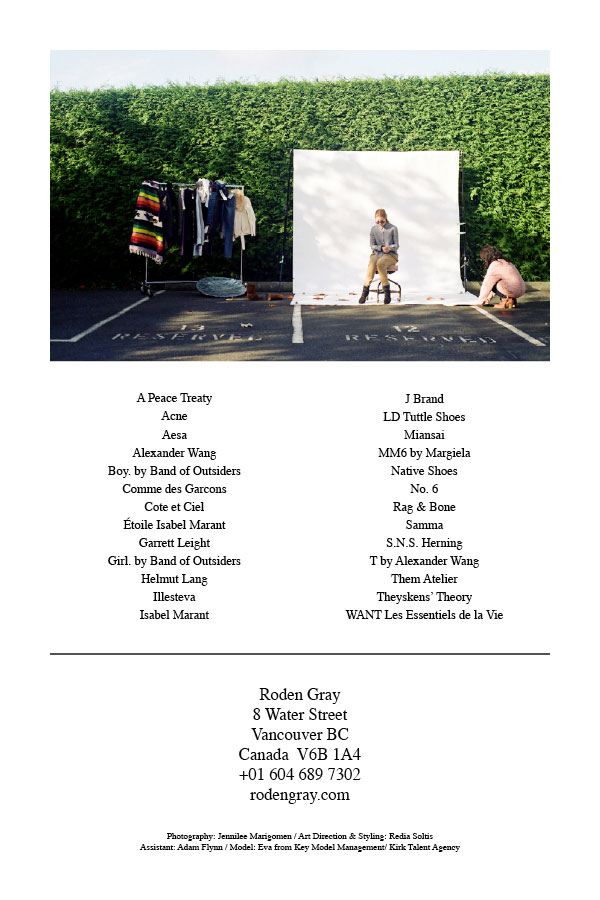 13
RESERVED
12
RESERVED
A Peace Treaty
Acne
Aesa
Alexander Wang
Boy. by Band of Outsiders
Comme des Garcons
Cote et Ciel
Étoile Isabel Marant
Garrett Leight
Girl. by Band of Outsiders
Helmut Lang
Illesteva
Isabel Marant
J Brand
LD Tuttle Shoes
Miansai
MM6 by Margiela
Native Shoes
No. 6
Rag & Bone
Samma
S.N.S. Herning
T by Alexander Wang
Them Atelier
Theyskens’ Theory
WANT Les Essentiels de la Vie
Roden Gray
8 Water Street
Vancouver BC
Canada  V6B 1A4
+01 604 689 7302
rodengray.com
Photography: Jennilee Marigomen / Art Direction & Styling: Redia Soltis
Assistant: Adam Flynn / Model: Eva from Key Model Management/ Kirk Talent Agency